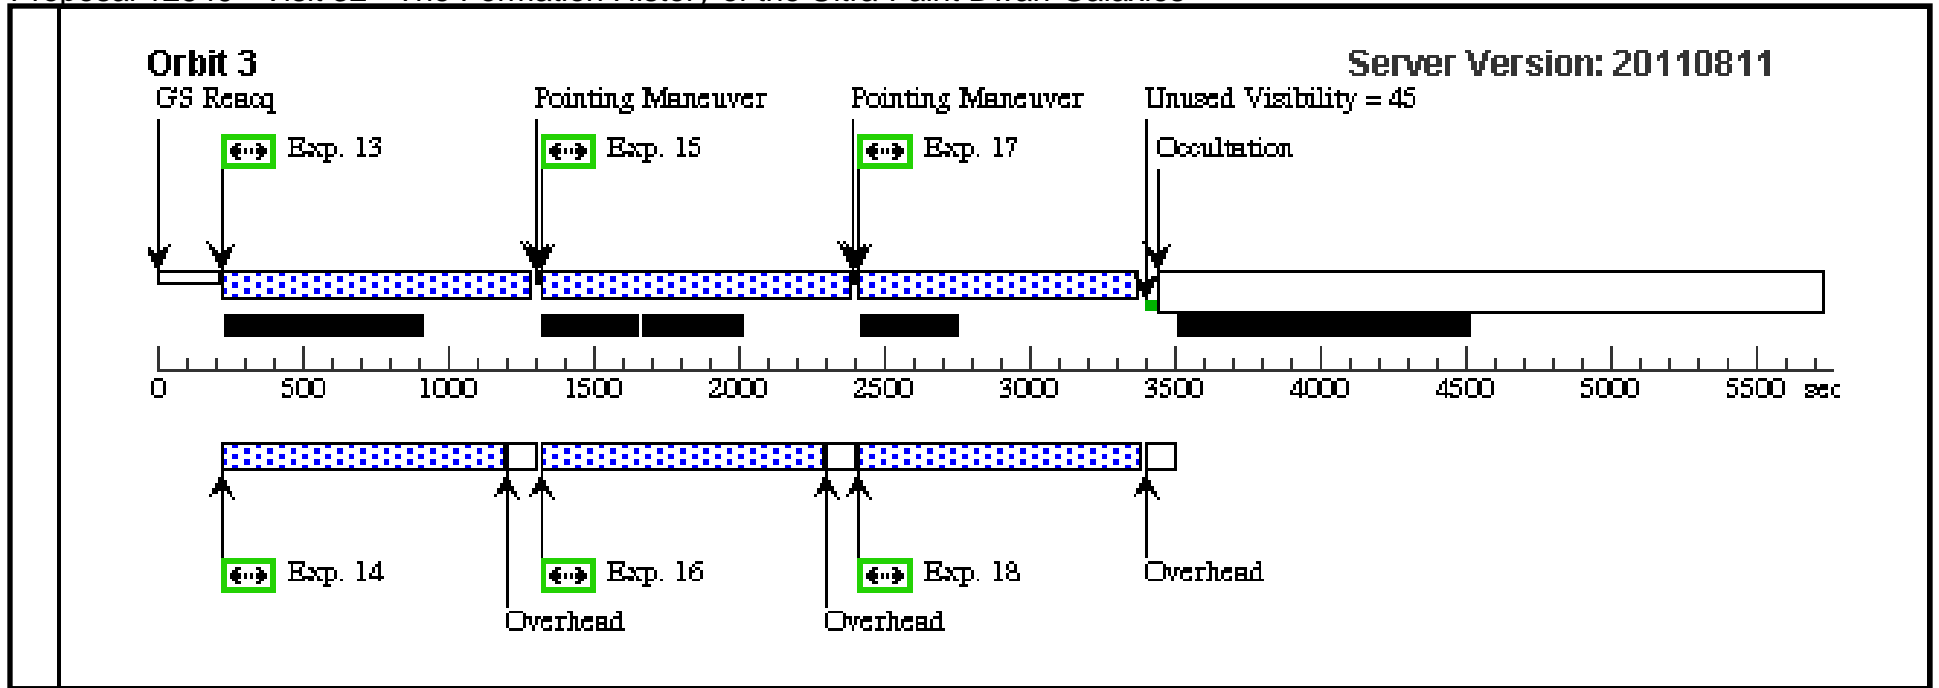 Orbit 3
Server Version: 20110811
GS Reacq
Pointing Maneuver
Pointing Maneuver
Unused Visibility = 45
Exp. 13
Exp. 15
Exp. 17
Occultation
0 500 1000 1500 2000 2500 3000 3500 4000 4500 5000 5500 sec
Exp. 14
Exp. 16
Exp. 18
Overhead
Overhead
Overhead